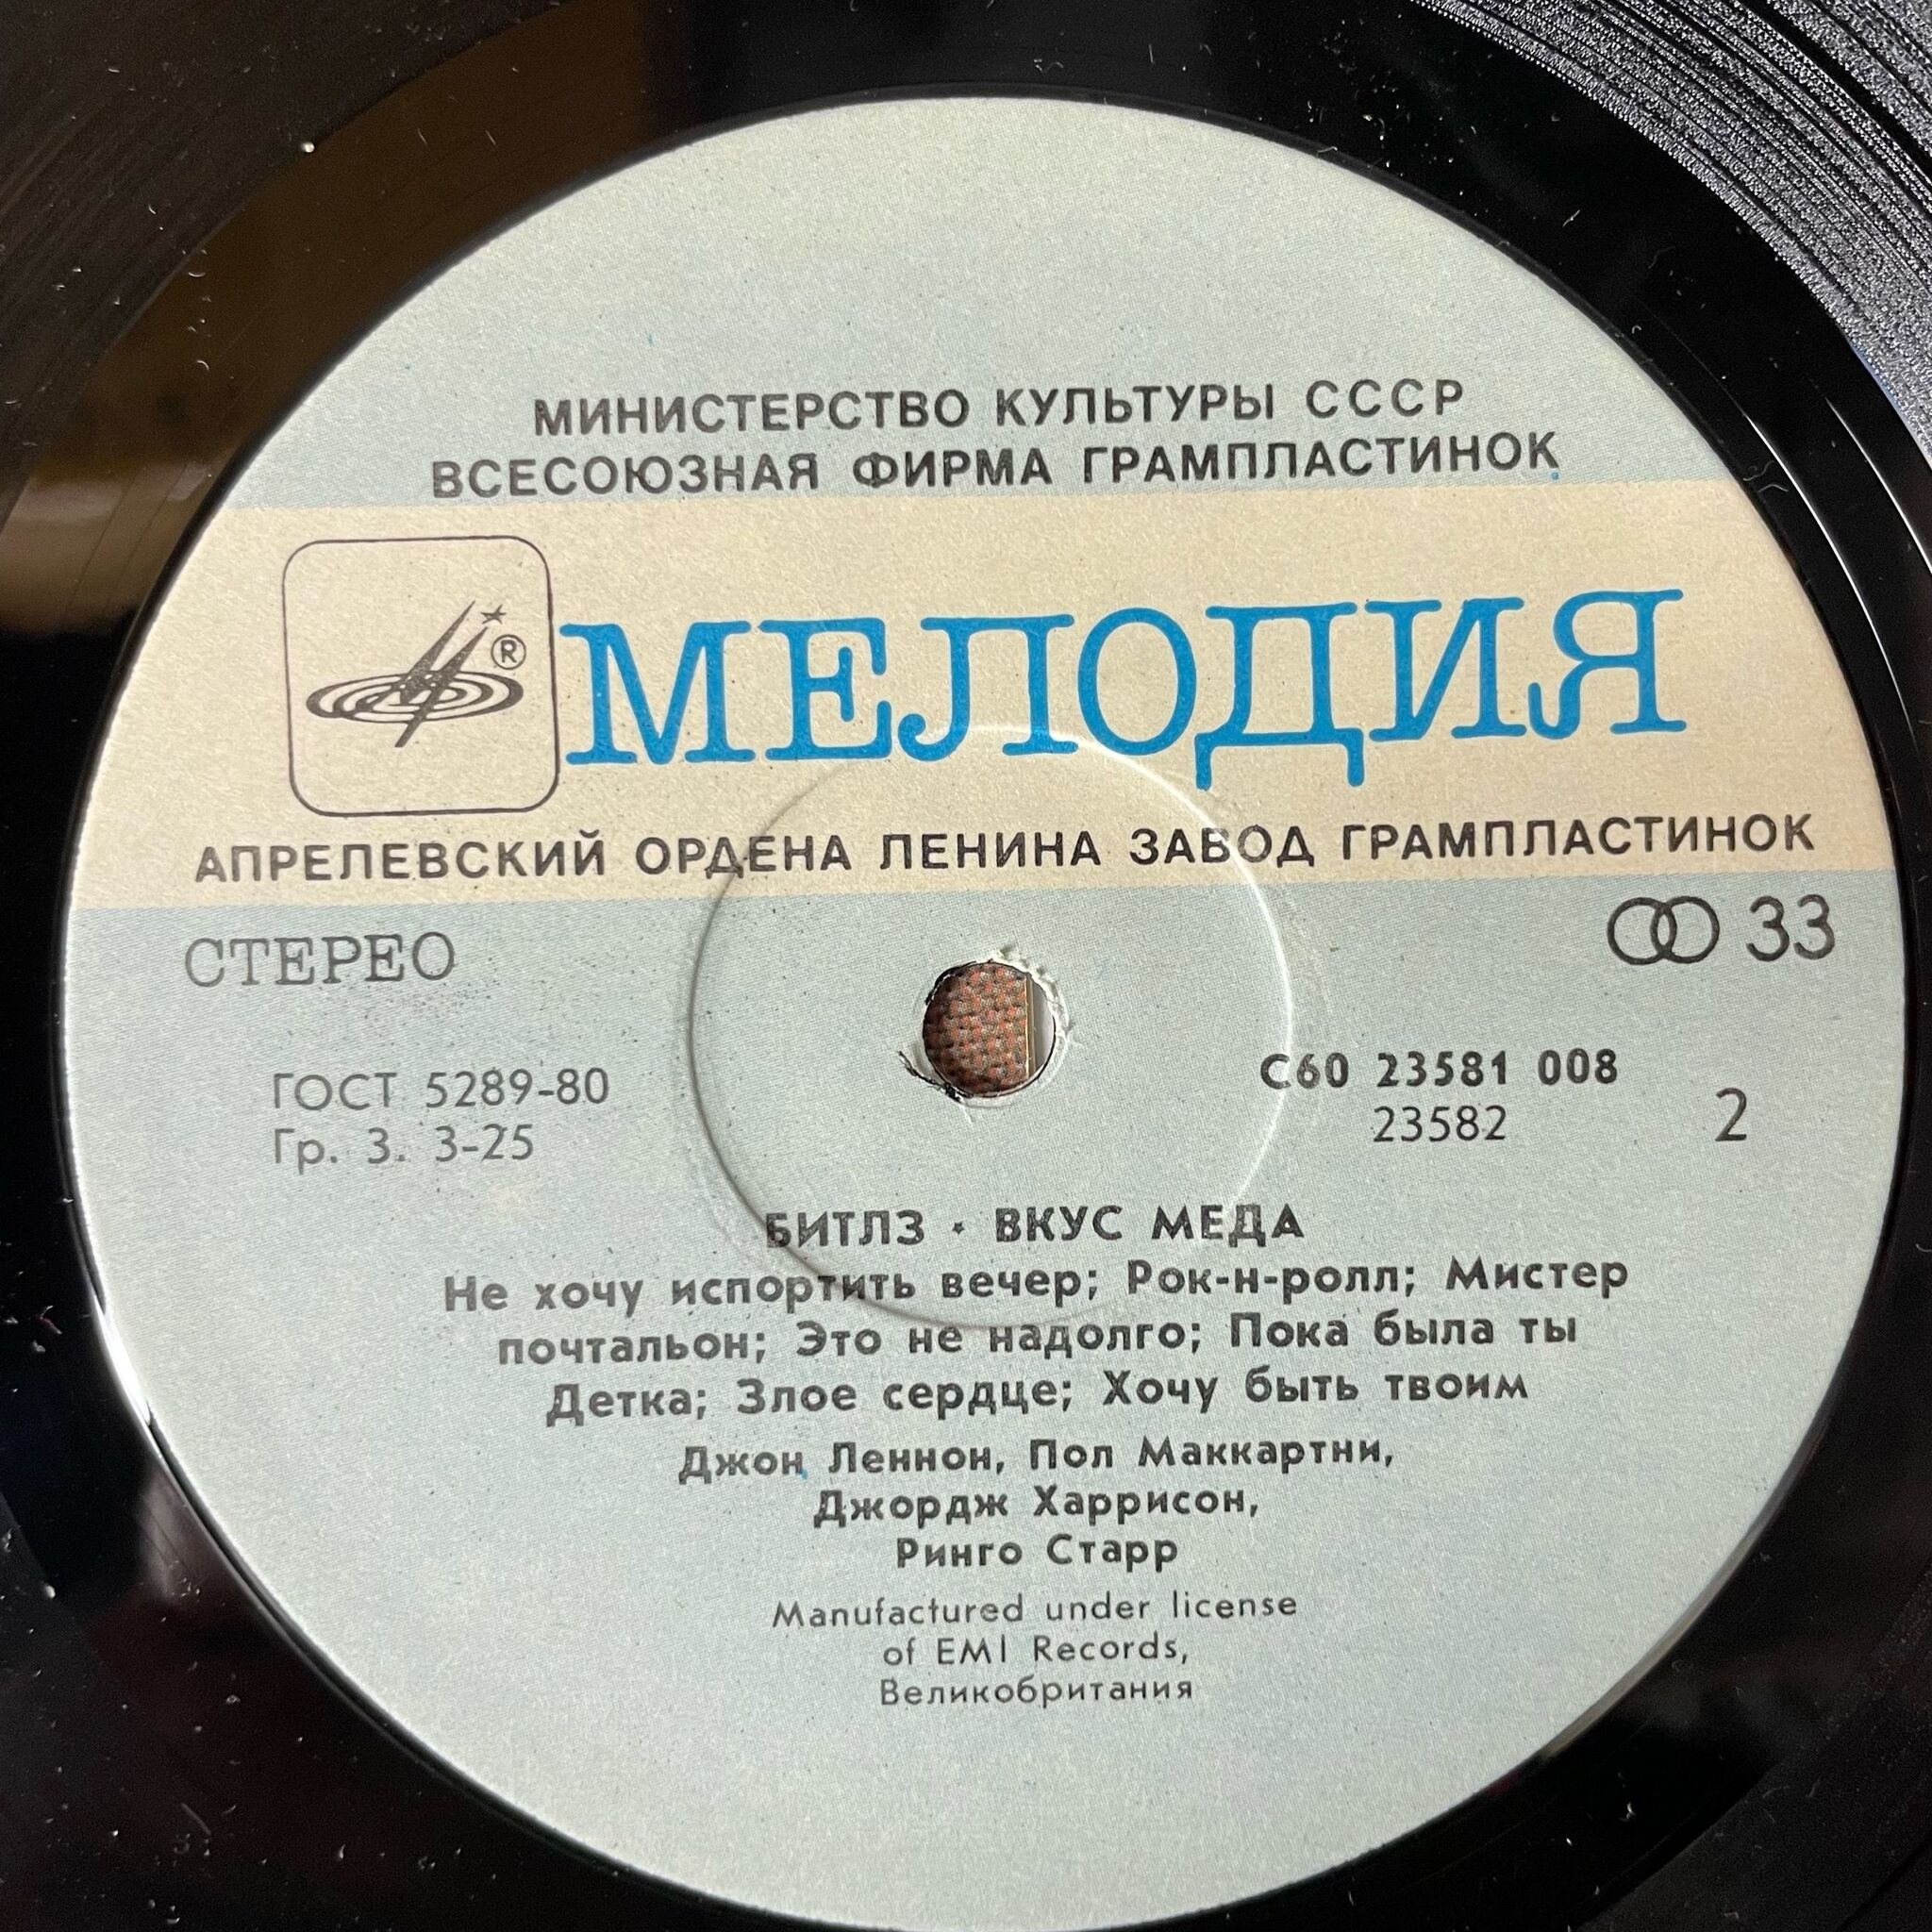 МИНИСТЕРСТВО КУЛЬТУРЫ СССР
ВСЕСОЮЗНАЯ ФИРМА ГРАМПЛАСТИНОК
® МЕЛОДИЯ
АПРЕЛЕВСКИЙ ОРДЕНА ЛЕНИНА ЗАВОД ГРАМПЛАСТИНОК
СТЕРЕО 33
ГОСТ 5289-80 С60 23581 008
Гр. 3. 3-25 23582 2
БИТЛЗ · ВКУС МЕДА
Не хочу испортить вечер; Рок-н-ролл; Мистер
почтальон; Это не надолго; Пока была ты
Детка; Злое сердце; Хочу быть твоим
Джон Леннон, Пол Маккартни,
Джордж Харрисон,
Ринго Старр
Manufactured under license
of EMI Records,
Великобритания